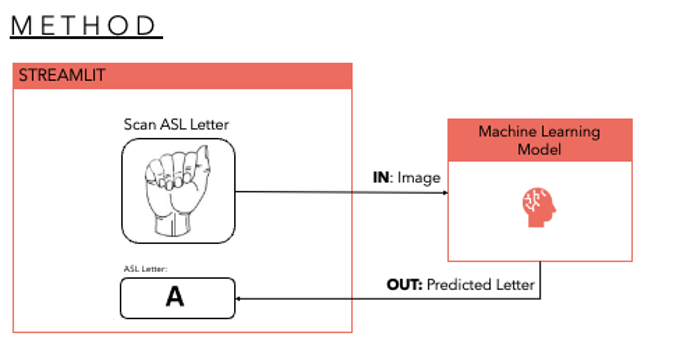 METHOD
STREAMLIT
Scan ASL Letter
Machine Learning
Model
IN: Image
ASL Letter:
A
OUT: Predicted Letter